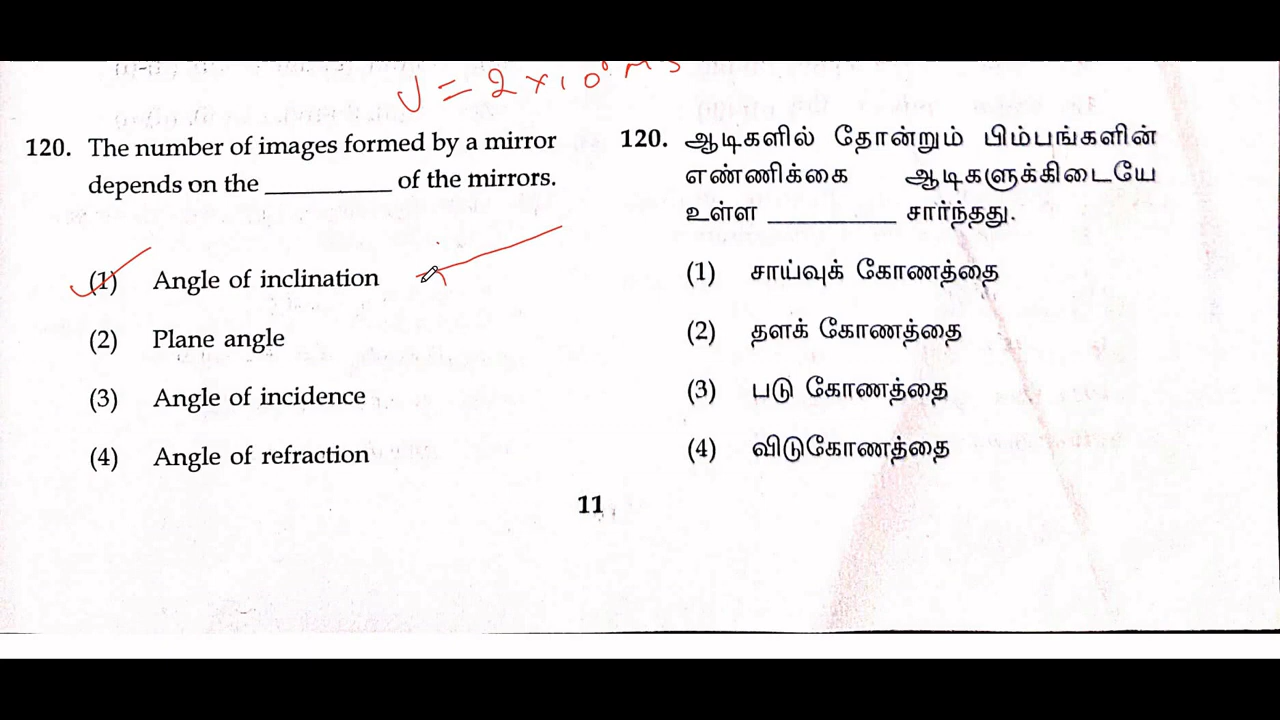 V = 2 × 10
120. The number of images formed by a mirror
depends on the __________ of the mirrors.
(1) Angle of inclination
(2) Plane angle
(3) Angle of incidence
(4) Angle of refraction
120. ஆடிகளில் தோன்றும் பிம்பங்களின்
எண்ணிக்கை ஆடிகளுக்கிடையே
உள்ள __________ சார்ந்தது.
(1) சாய்வுக் கோணத்தை
(2) தளக் கோணத்தை
(3) படு கோணத்தை
(4) விடுகோணத்தை
11